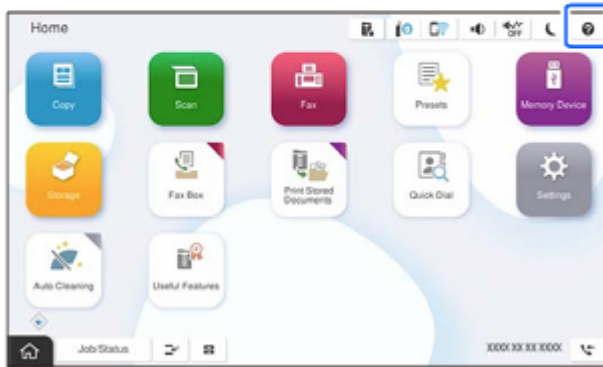 Home
OFF
Copy
Scan
Fax
Presets
Memory Device
Storage
Fax Box
Print Stored
Documents
Quick Dial
Settings
Auto Cleaning
Useful Features
Job/Status
XXXX XX XX XXXX